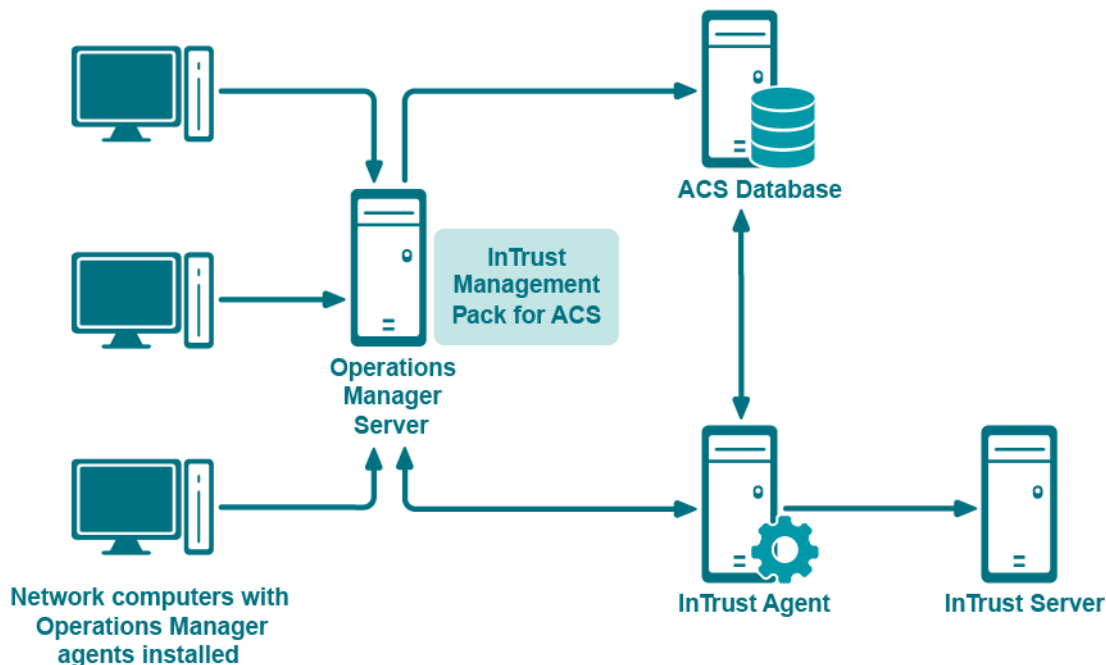 ACS Database
InTrust
Management
Pack for ACS
Operations
Manager
Server
InTrust Agent
InTrust Server
Network computers with
Operations Manager
agents installed